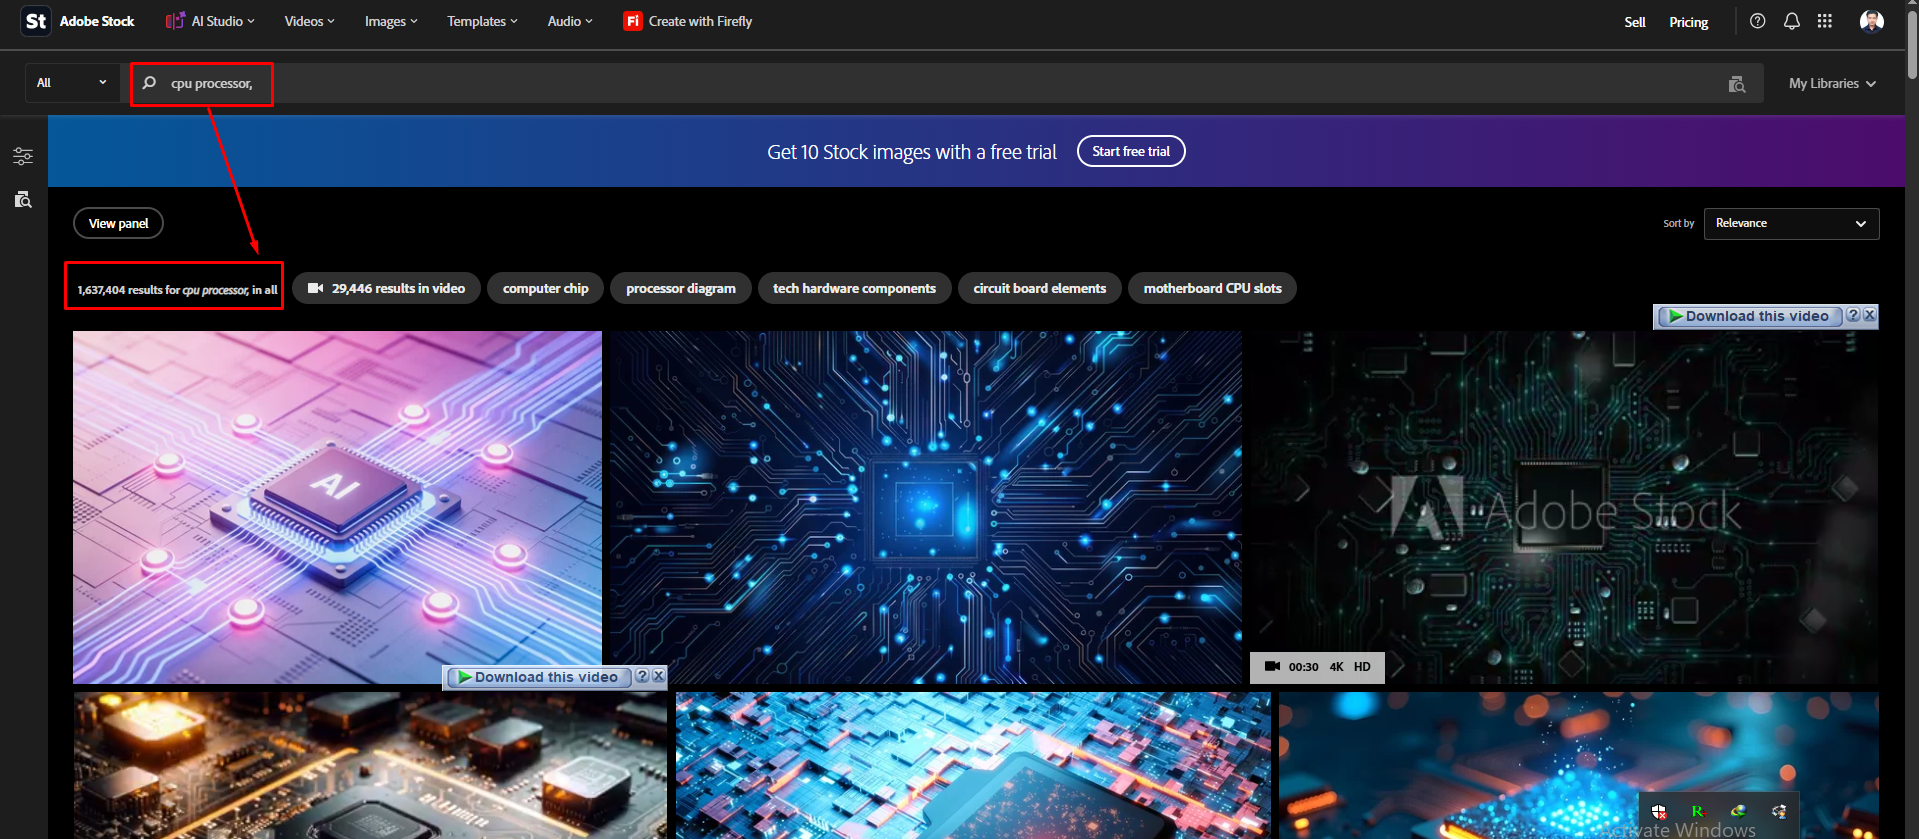 St Adobe Stock AI Studio Videos Images Templates Audio Fi Create with Firefly Sell Pricing
All cpu processor, My Libraries
Get 10 Stock images with a free trial Start free trial
View panel Sort by Relevance
1,637,404 results for cpu processor, in all 29,446 results in video computer chip processor diagram tech hardware components circuit board elements motherboard CPU slots
Download this video ? X
AI
Adobe Stock
00:30 4K HD
Download this video ? X
R
Activate Windows